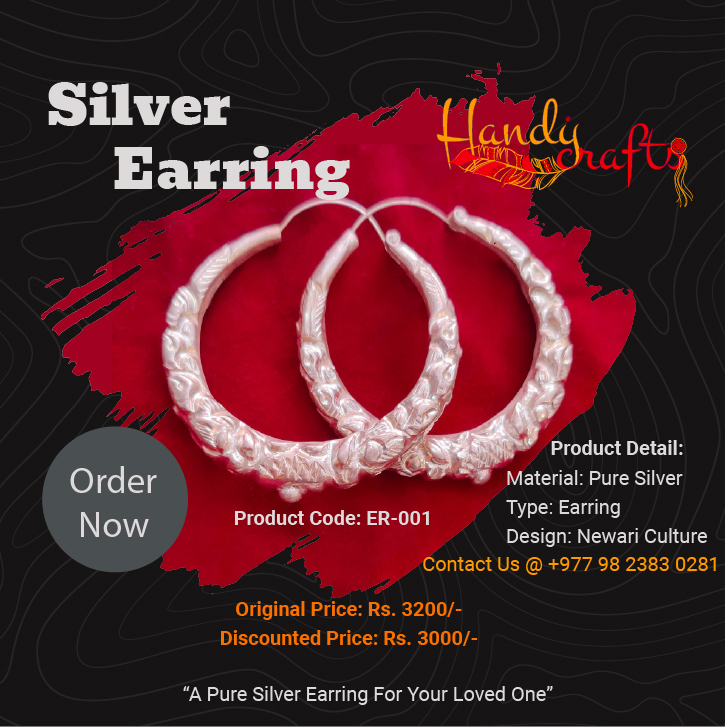 Silver
Earring
Handy
crafts
Order
Now
Product Code: ER-001
Product Detail:
Material: Pure Silver
Type: Earring
Design: Newari Culture
Contact Us @ +977 98 2383 0281
Original Price: Rs. 3200/-
Discounted Price: Rs. 3000/-
“A Pure Silver Earring For Your Loved One”